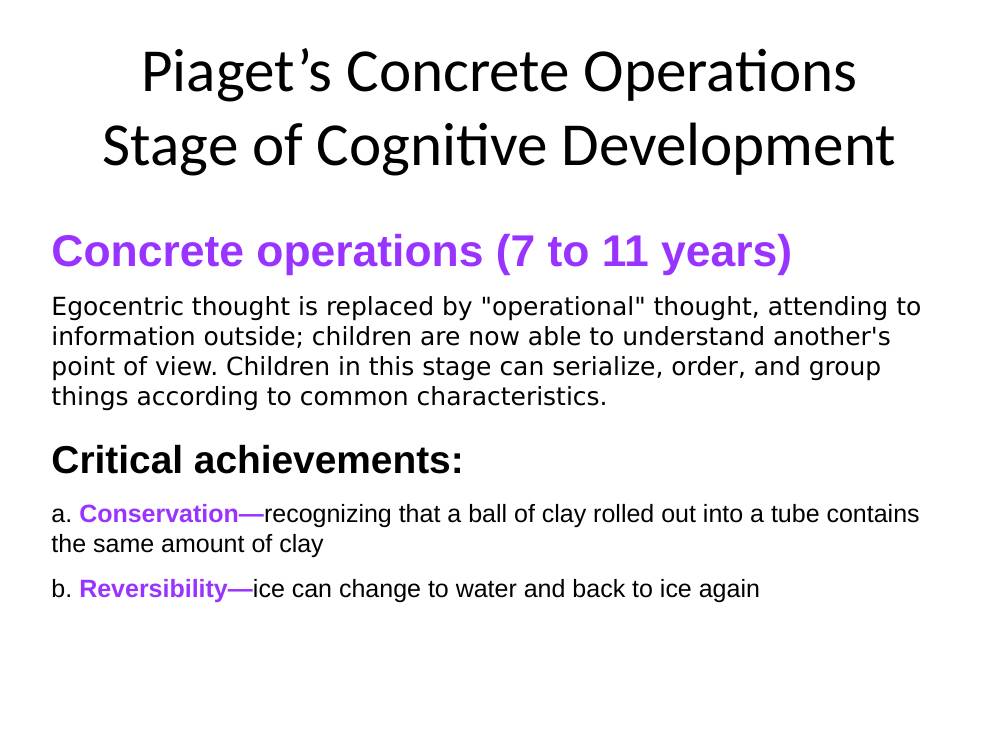 Piaget’s Concrete Operations
Stage of Cognitive Development
Concrete operations (7 to 11 years)
Egocentric thought is replaced by "operational" thought, attending to
information outside; children are now able to understand another's
point of view. Children in this stage can serialize, order, and group
things according to common characteristics.
Critical achievements:
a. Conservation—recognizing that a ball of clay rolled out into a tube contains
the same amount of clay
b. Reversibility—ice can change to water and back to ice again